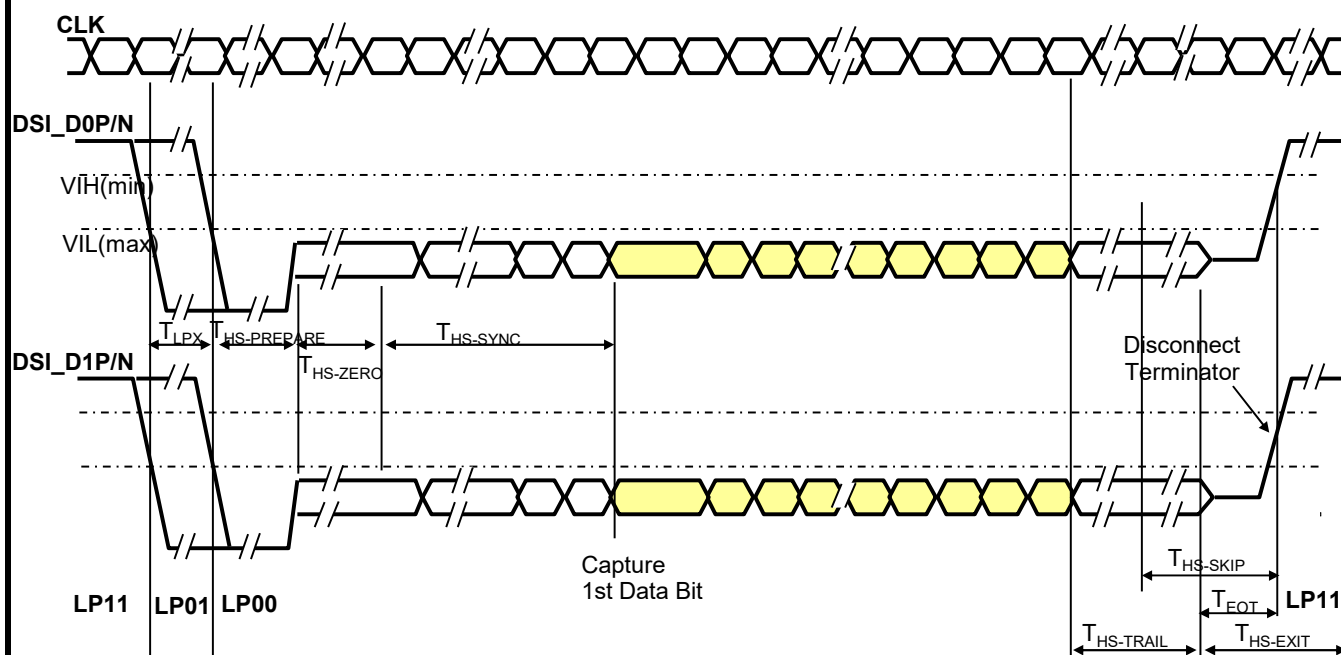 CLK
DSI_D0P/N
VIH(min)
VIL(max)
TLPX THS-PREPARE
THS-ZERO
THS-SYNC
DSI_D1P/N
Disconnect
Terminator
Capture
1st Data Bit
THS-SKIP
TEOT
LP11 LP01 LP00
LP11
THS-TRAIL
THS-EXIT